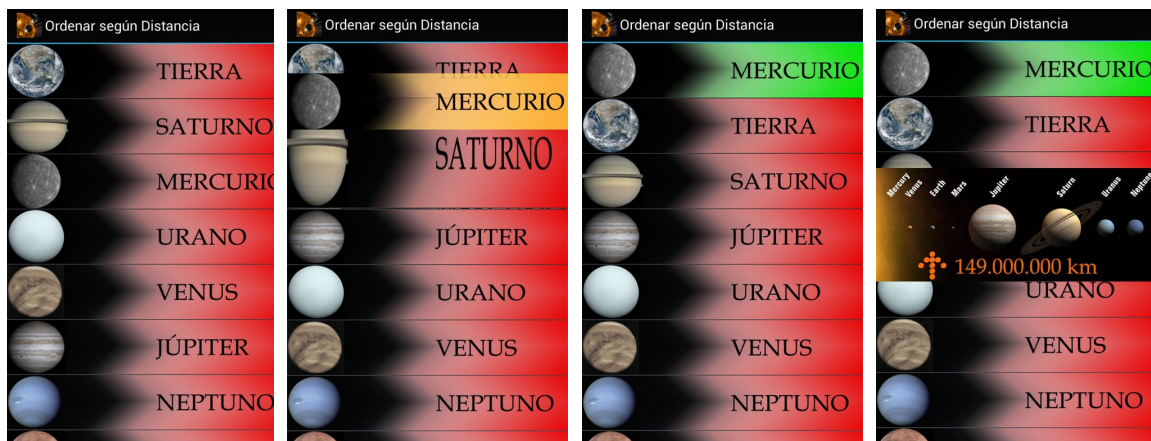 Ordenar según Distancia
TIERRA
SATURNO
MERCURIO
URANO
VENUS
JÚPITER
NEPTUNO
Ordenar según Distancia
TIERRA
MERCURIO
SATURNO
JÚPITER
URANO
VENUS
NEPTUNO
Ordenar según Distancia
MERCURIO
TIERRA
SATURNO
JÚPITER
URANO
VENUS
NEPTUNO
Ordenar según Distancia
MERCURIO
TIERRA
Mercury Venus Earth Mars Jupiter Saturn Uranus Neptune
149.000.000 km
URANO
VENUS
NEPTUNO